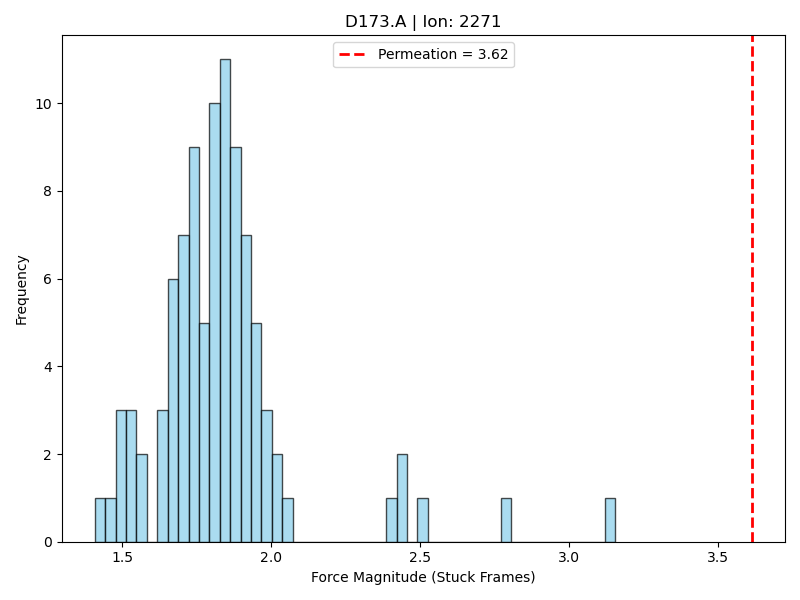 D173.A | Ion: 2271
Permeation = 3.62
Frequency
10
8
6
4
2
0
1.5 2.0 2.5 3.0 3.5
Force Magnitude (Stuck Frames)